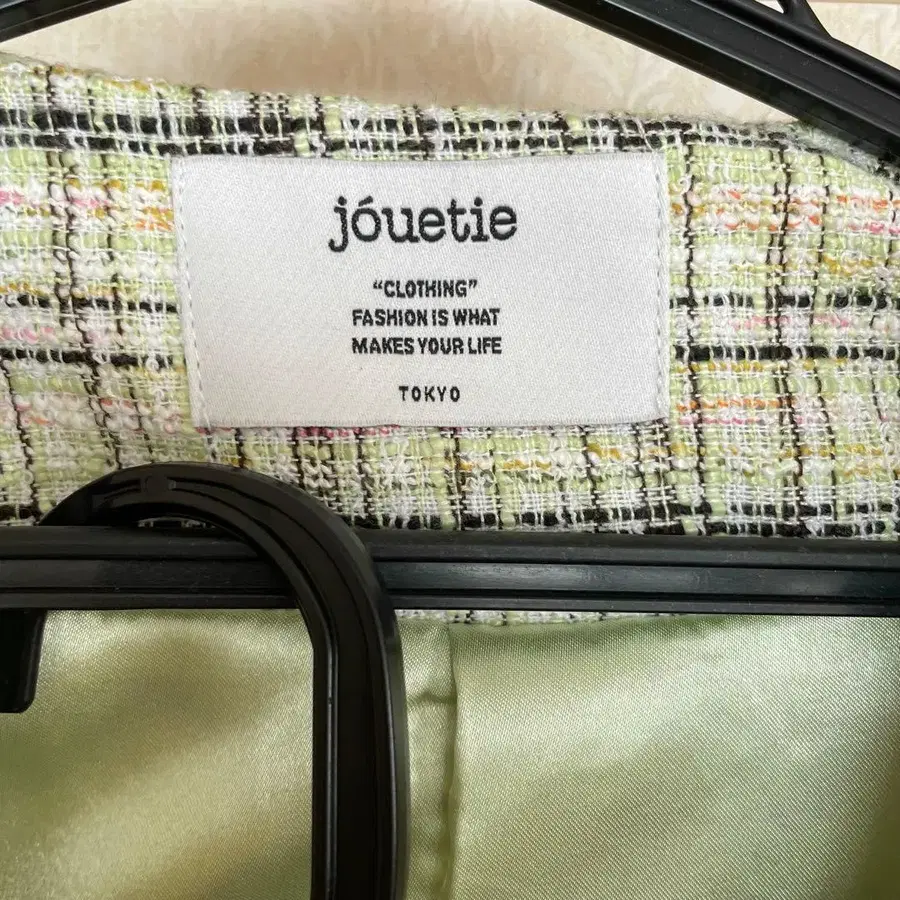 jóuetie
“CLOTHING”
FASHION IS WHAT
MAKES YOUR LIFE
TOKYO